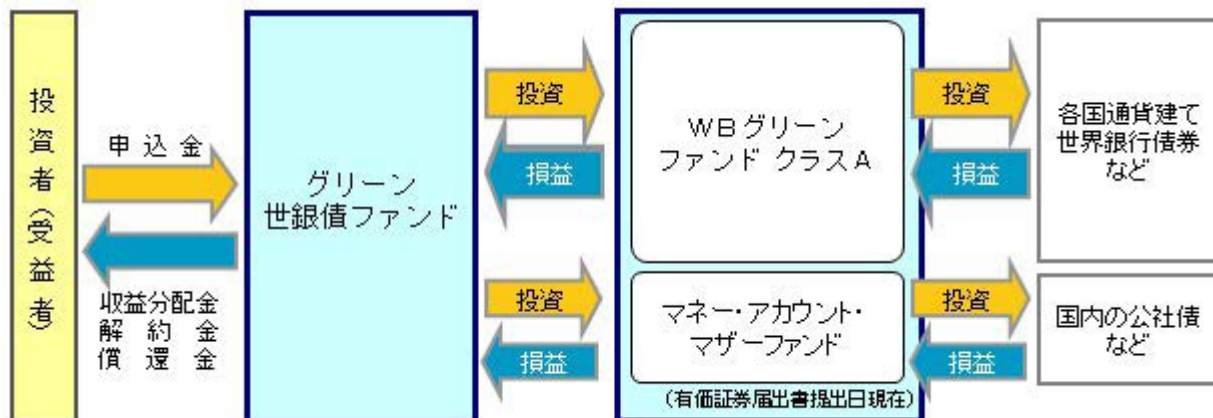 投資者(受益者)
申込金
収益分配金
解約金
償還金
グリーン
世銀債ファンド
投資
損益
投資
損益
WBグリーン
ファンド クラスA
マネー・アカウント・
マザーファンド
(有価証券届出書提出日現在)
投資
損益
投資
損益
各国通貨建て
世界銀行債券
など
国内の公社債
など